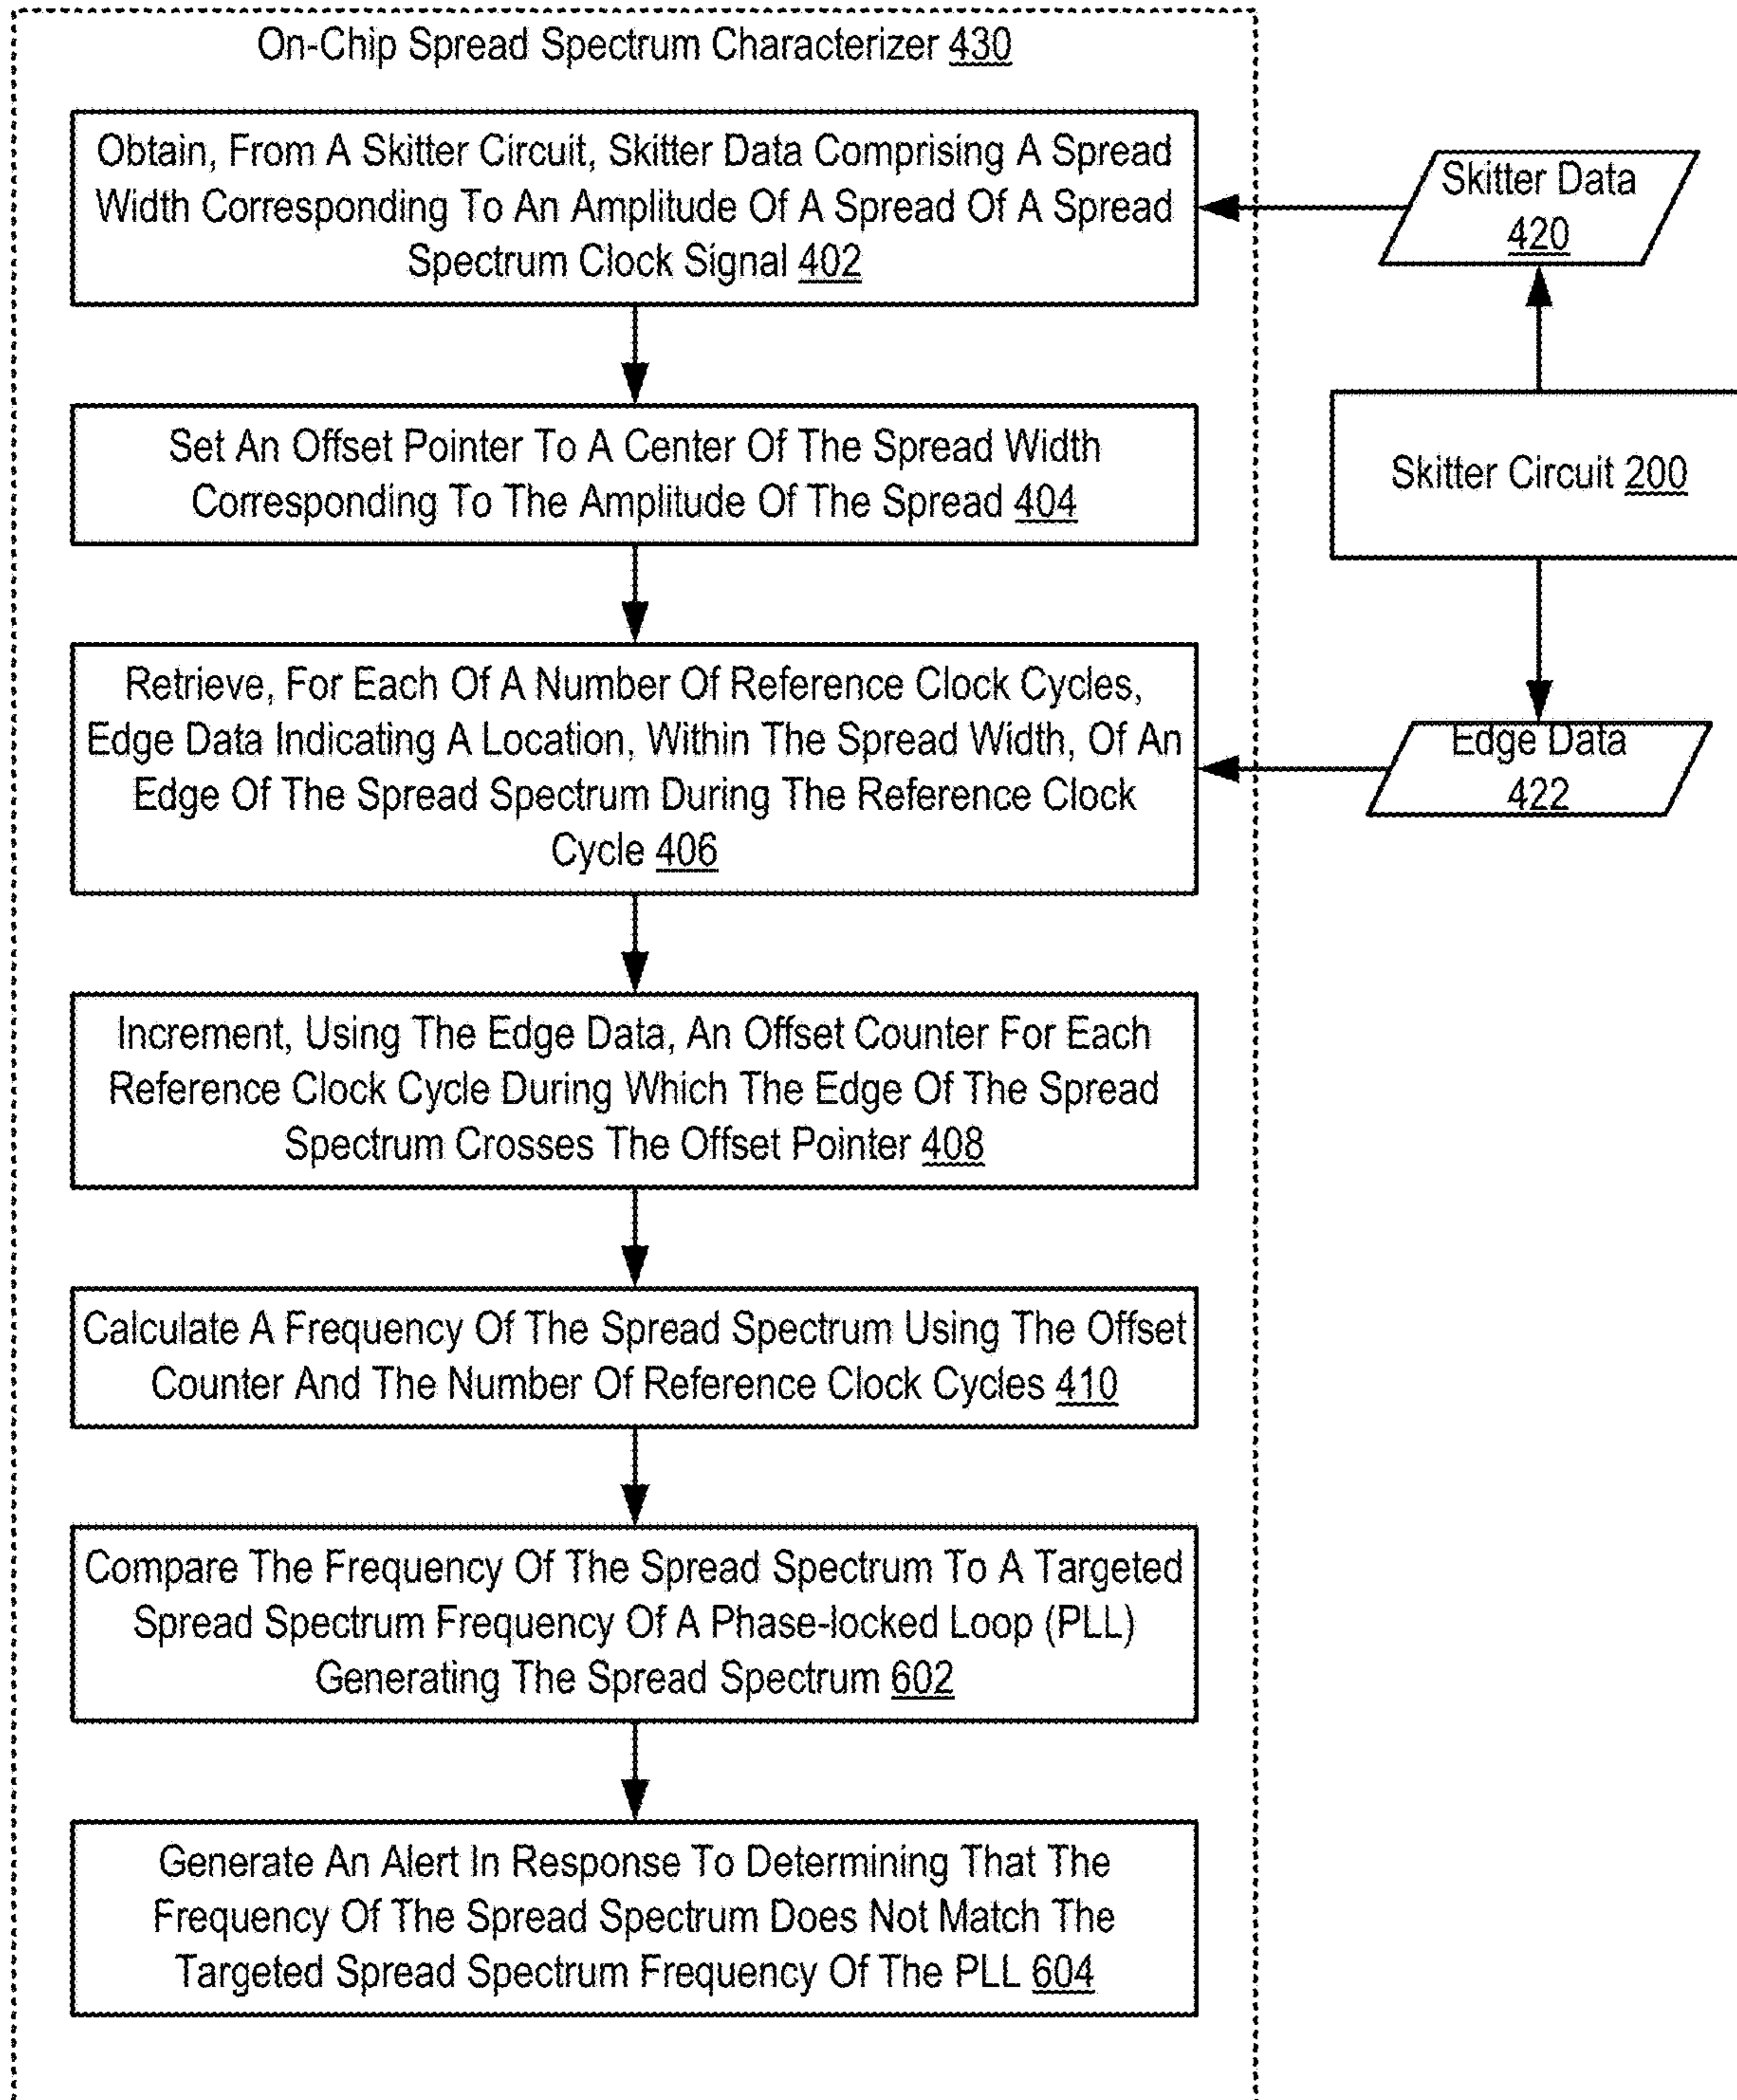 On-Chip Spread Spectrum Characterizer 430
Obtain, From A Skitter Circuit, Skitter Data Comprising A Spread
Width Corresponding To An Amplitude Of A Spread Of A Spread
Spectrum Clock Signal 402
Skitter Data
420
Set An Offset Pointer To A Center Of The Spread Width
Corresponding To The Amplitude Of The Spread 404
Skitter Circuit 200
Retrieve, For Each Of A Number Of Reference Clock Cycles,
Edge Data Indicating A Location, Within The Spread Width, Of An
Edge Of The Spread Spectrum During The Reference Clock
Cycle 406
Edge Data
422
Increment, Using The Edge Data, An Offset Counter For Each
Reference Clock Cycle During Which The Edge Of The Spread
Spectrum Crosses The Offset Pointer 408
Calculate A Frequency Of The Spread Spectrum Using The Offset
Counter And The Number Of Reference Clock Cycles 410
Compare The Frequency Of The Spread Spectrum To A Targeted
Spread Spectrum Frequency Of A Phase-locked Loop (PLL)
Generating The Spread Spectrum 602
Generate An Alert In Response To Determining That The
Frequency Of The Spread Spectrum Does Not Match The
Targeted Spread Spectrum Frequency Of The PLL 604